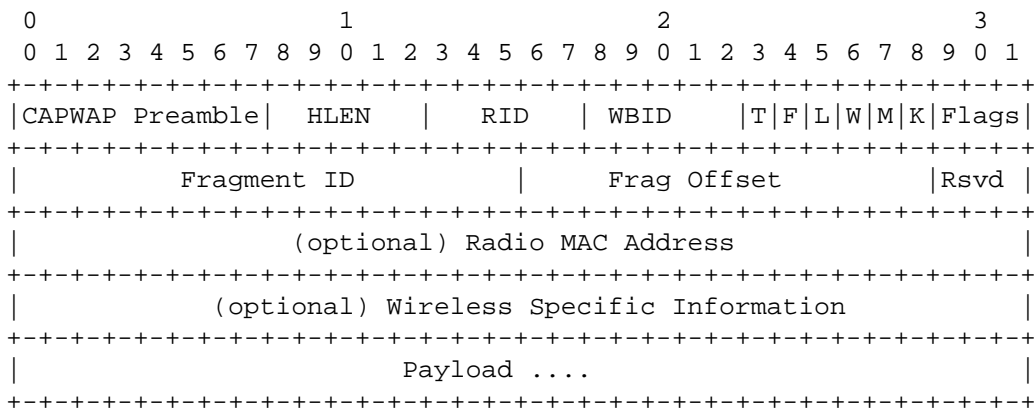 0                   1                   2                   3
 0 1 2 3 4 5 6 7 8 9 0 1 2 3 4 5 6 7 8 9 0 1 2 3 4 5 6 7 8 9 0 1
+-+-+-+-+-+-+-+-+-+-+-+-+-+-+-+-+-+-+-+-+-+-+-+-+-+-+-+-+-+-+-+-+
|CAPWAP Preamble|  HLEN   |   RID   | WBID    |T|F|L|W|M|K|Flags|
+-+-+-+-+-+-+-+-+-+-+-+-+-+-+-+-+-+-+-+-+-+-+-+-+-+-+-+-+-+-+-+-+
|          Fragment ID          |     Frag Offset         |Rsvd |
+-+-+-+-+-+-+-+-+-+-+-+-+-+-+-+-+-+-+-+-+-+-+-+-+-+-+-+-+-+-+-+-+
|                 (optional) Radio MAC Address                  |
+-+-+-+-+-+-+-+-+-+-+-+-+-+-+-+-+-+-+-+-+-+-+-+-+-+-+-+-+-+-+-+-+
|            (optional) Wireless Specific Information           |
+-+-+-+-+-+-+-+-+-+-+-+-+-+-+-+-+-+-+-+-+-+-+-+-+-+-+-+-+-+-+-+-+
|                        Payload ....                           |
+-+-+-+-+-+-+-+-+-+-+-+-+-+-+-+-+-+-+-+-+-+-+-+-+-+-+-+-+-+-+-+-+